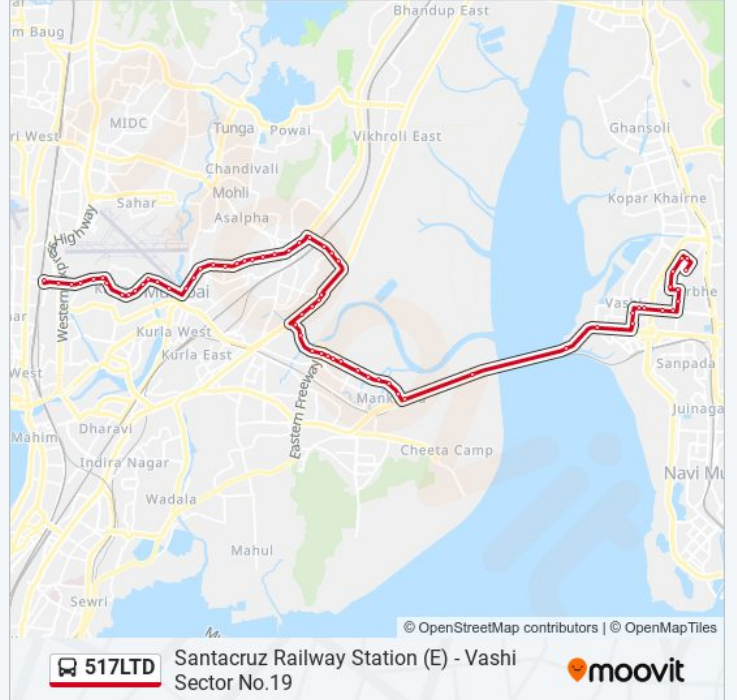 Bhandup East
m Baug
MIDC
Tunga
Powai
ri West
Vikhroli East
Ghansoli
Chandivali
Mohli
Kopar Khairne
Sahar
Asalpha
Highway
Western
Kurla West
Kurla East
West
Sanpada
Eastern Freeway
Juinaga
Mahim
Dharavi
Cheeta Camp
Indira Nagar
Navi Mu
Wadala
Mahul
Sewri
© OpenStreetMap contributors | © OpenMapTiles
517LTD
Santacruz Railway Station (E) - Vashi
Sector No.19
moovit